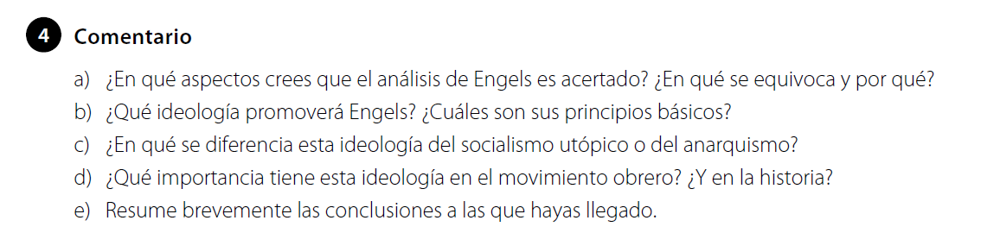 4 Comentario
a) ¿En qué aspectos crees que el análisis de Engels es acertado? ¿En qué se equivoca y por qué?
b) ¿Qué ideología promoverá Engels? ¿Cuáles son sus principios básicos?
c) ¿En qué se diferencia esta ideología del socialismo utópico o del anarquismo?
d) ¿Qué importancia tiene esta ideología en el movimiento obrero? ¿Y en la historia?
e) Resume brevemente las conclusiones a las que hayas llegado.